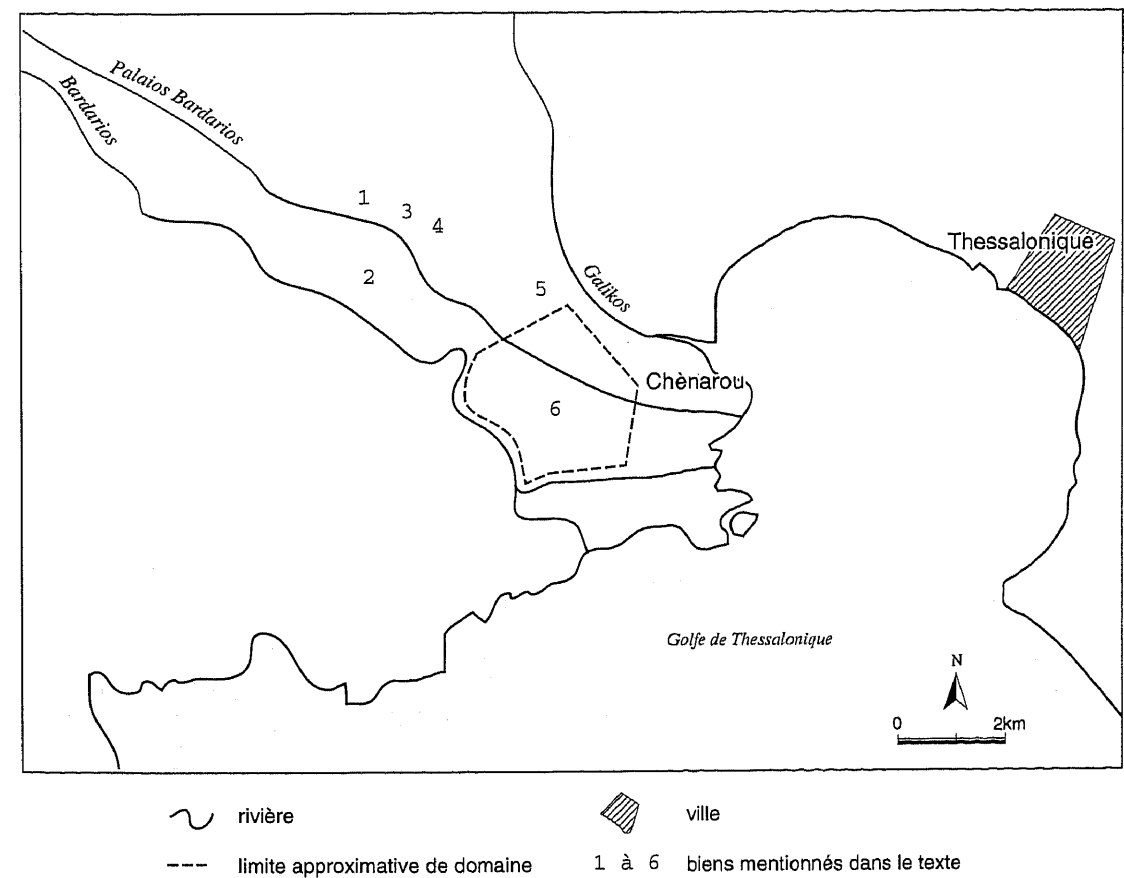 Palaios Bardarios
Bardarios
1
3
4
2
Thessalonique
5
Galikos
Chènarou
6
Golfe de Thessalonique
N
0 2km
rivière
ville
limite approximative de domaine
1 à 6 biens mentionnés dans le texte